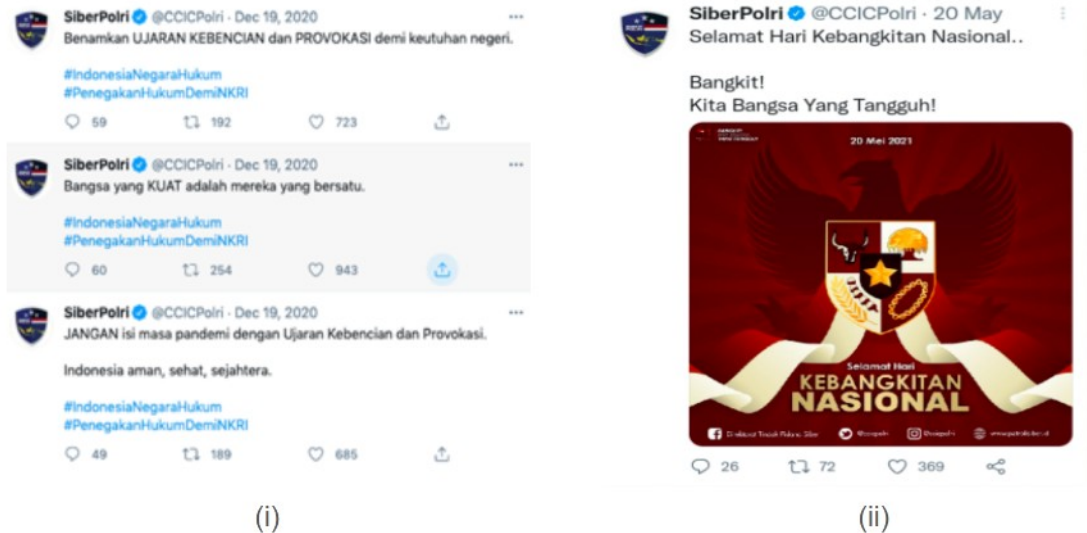 SiberPolri @CCICPolri · Dec 19, 2020
Benamkan UJARAN KEBENCIAN dan PROVOKASI demi keutuhan negeri.
#IndonesiaNegaraHukum
#PenegakanHukumDemiNKRI
59 192 723
SiberPolri @CCICPolri · Dec 19, 2020
Bangsa yang KUAT adalah mereka yang bersatu.
#IndonesiaNegaraHukum
#PenegakanHukumDemiNKRI
60 254 943
SiberPolri @CCICPolri · Dec 19, 2020
JANGAN isi masa pandemi dengan Ujaran Kebencian dan Provokasi.
Indonesia aman, sehat, sejahtera.
#IndonesiaNegaraHukum
#PenegakanHukumDemiNKRI
49 189 685
(i)
SiberPolri @CCICPolri · 20 May
Selamat Hari Kebangkitan Nasional..
Bangkit!
Kita Bangsa Yang Tangguh!
20 Mei 2021
Selamat Hari
KEBANGKITAN
NASIONAL
26 72 369
(ii)